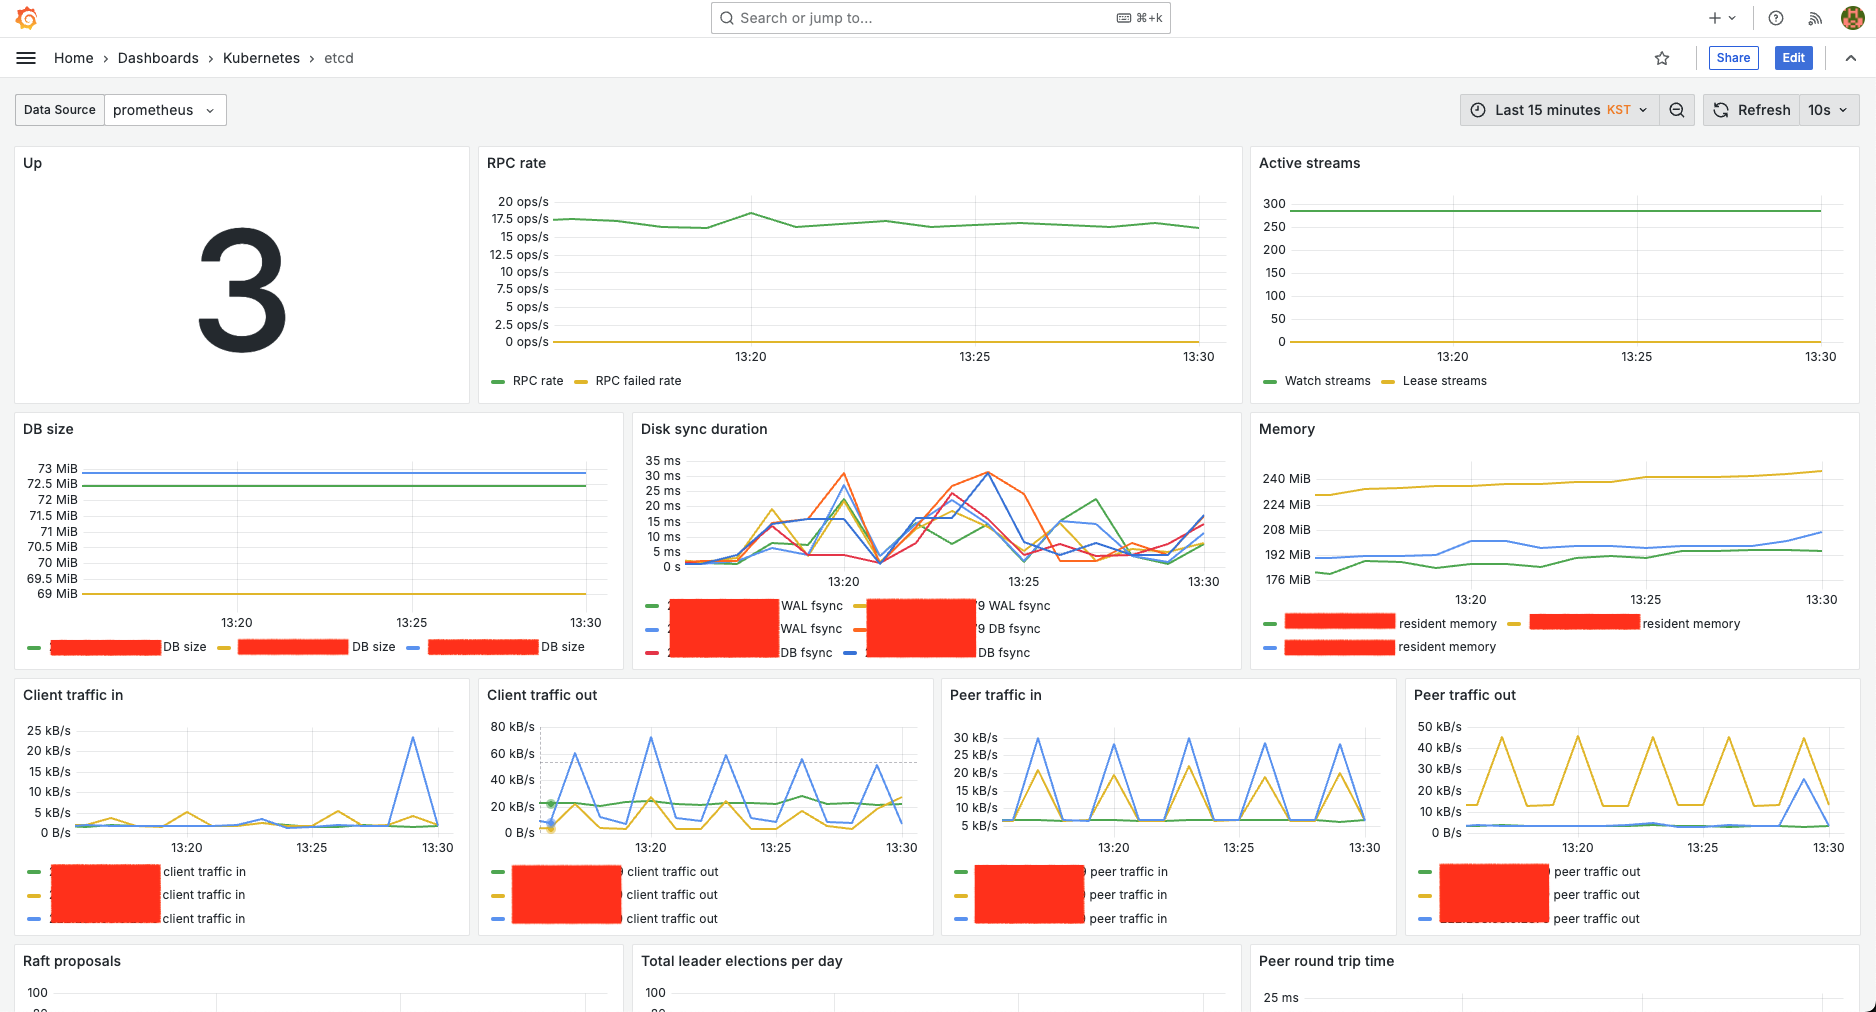 Search or jump to... ⌘+k
Home › Dashboards › Kubernetes › etcd
Share
Edit
Data Source prometheus
Last 15 minutes KST
Refresh 10s
Up
3
RPC rate
20 ops/s
17.5 ops/s
15 ops/s
12.5 ops/s
10 ops/s
7.5 ops/s
5 ops/s
2.5 ops/s
0 ops/s
13:20 13:25 13:30
RPC rate RPC failed rate
Active streams
300
250
200
150
100
50
0
13:20 13:25 13:30
Watch streams Lease streams
DB size
73 MiB
72.5 MiB
72 MiB
71.5 MiB
71 MiB
70.5 MiB
70 MiB
69.5 MiB
69 MiB
13:20 13:25 13:30
DB size DB size DB size
Disk sync duration
35 ms
30 ms
25 ms
20 ms
15 ms
10 ms
5 ms
0 s
13:20 13:25 13:30
WAL fsync 9 WAL fsync
WAL fsync 9 DB fsync
DB fsync DB fsync
Memory
240 MiB
224 MiB
208 MiB
192 MiB
176 MiB
13:20 13:25 13:30
resident memory resident memory
resident memory
Client traffic in
25 kB/s
20 kB/s
15 kB/s
10 kB/s
5 kB/s
0 B/s
13:20 13:25 13:30
client traffic in
client traffic in
client traffic in
Client traffic out
80 kB/s
60 kB/s
40 kB/s
20 kB/s
0 B/s
13:20 13:25 13:30
client traffic out
client traffic out
client traffic out
Peer traffic in
30 kB/s
25 kB/s
20 kB/s
15 kB/s
10 kB/s
5 kB/s
13:20 13:25 13:30
peer traffic in
peer traffic in
peer traffic in
Peer traffic out
50 kB/s
40 kB/s
30 kB/s
20 kB/s
10 kB/s
0 B/s
13:20 13:25 13:30
peer traffic out
peer traffic out
peer traffic out
Raft proposals
100
Total leader elections per day
100
Peer round trip time
25 ms